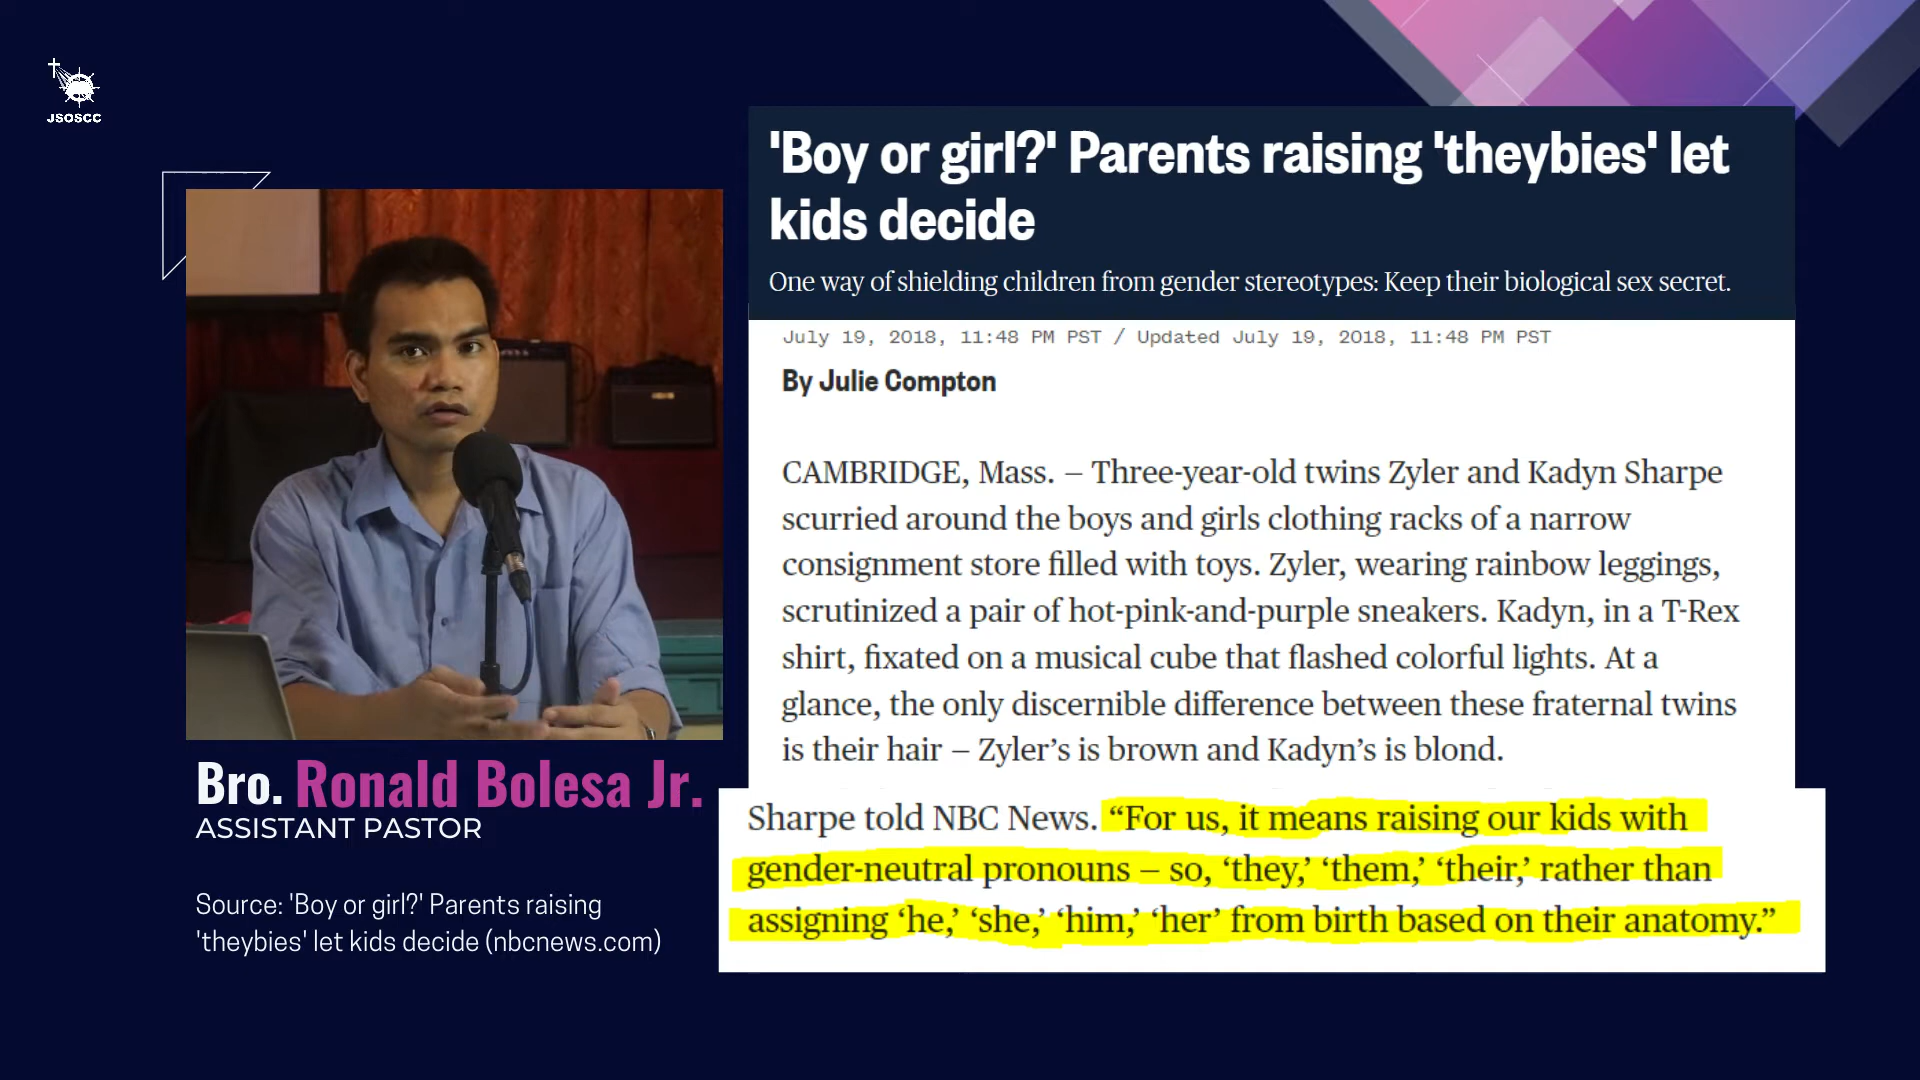 JSOSCC
'Boy or girl?' Parents raising 'theybies' let
kids decide
One way of shielding children from gender stereotypes: Keep their biological sex secret.
July 19, 2018, 11:48 PM PST / Updated July 19, 2018, 11:48 PM PST
By Julie Compton
CAMBRIDGE, Mass. — Three-year-old twins Zyler and Kadyn Sharpe
scurried around the boys and girls clothing racks of a narrow
consignment store filled with toys. Zyler, wearing rainbow leggings,
scrutinized a pair of hot-pink-and-purple sneakers. Kadyn, in a T-Rex
shirt, fixated on a musical cube that flashed colorful lights. At a
glance, the only discernible difference between these fraternal twins
is their hair — Zyler’s is brown and Kadyn’s is blond.
Sharpe told NBC News. “For us, it means raising our kids with
gender-neutral pronouns — so, ‘they,’ ‘them,’ ‘their,’ rather than
assigning ‘he,’ ‘she,’ ‘him,’ ‘her’ from birth based on their anatomy.”
Bro. Ronald Bolesa Jr.
ASSISTANT PASTOR
Source: 'Boy or girl?' Parents raising
'theybies' let kids decide (nbcnews.com)